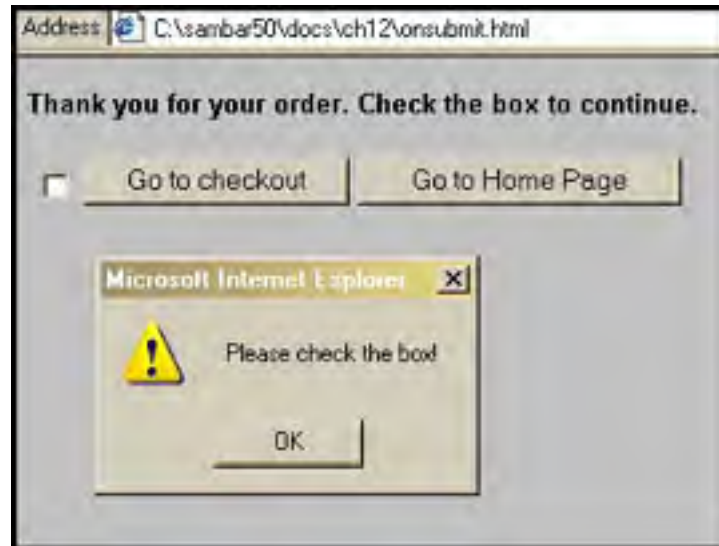 Address C:\sambar50\docs\ch12\onsubmit.html
Thank you for your order. Check the box to continue.
Go to checkout Go to Home Page
Microsoft Internet Explorer
Please check the box!
OK